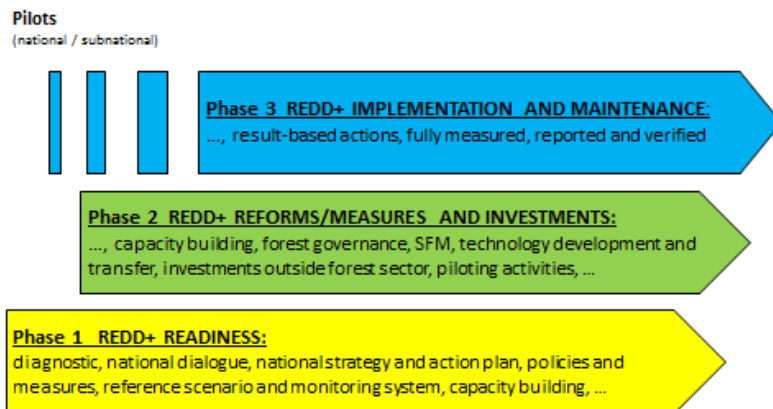 Pilots
(national / subnational)
Phase 3 REDD+ IMPLEMENTATION AND MAINTENANCE:
..., result-based actions, fully measured, reported and verified
Phase 2 REDD+ REFORMS/MEASURES AND INVESTMENTS:
..., capacity building, forest governance, SFM, technology development and
transfer, investments outside forest sector, piloting activities, ...
Phase 1 REDD+ READINESS:
diagnostic, national dialogue, national strategy and action plan, policies and
measures, reference scenario and monitoring system, capacity building, ...